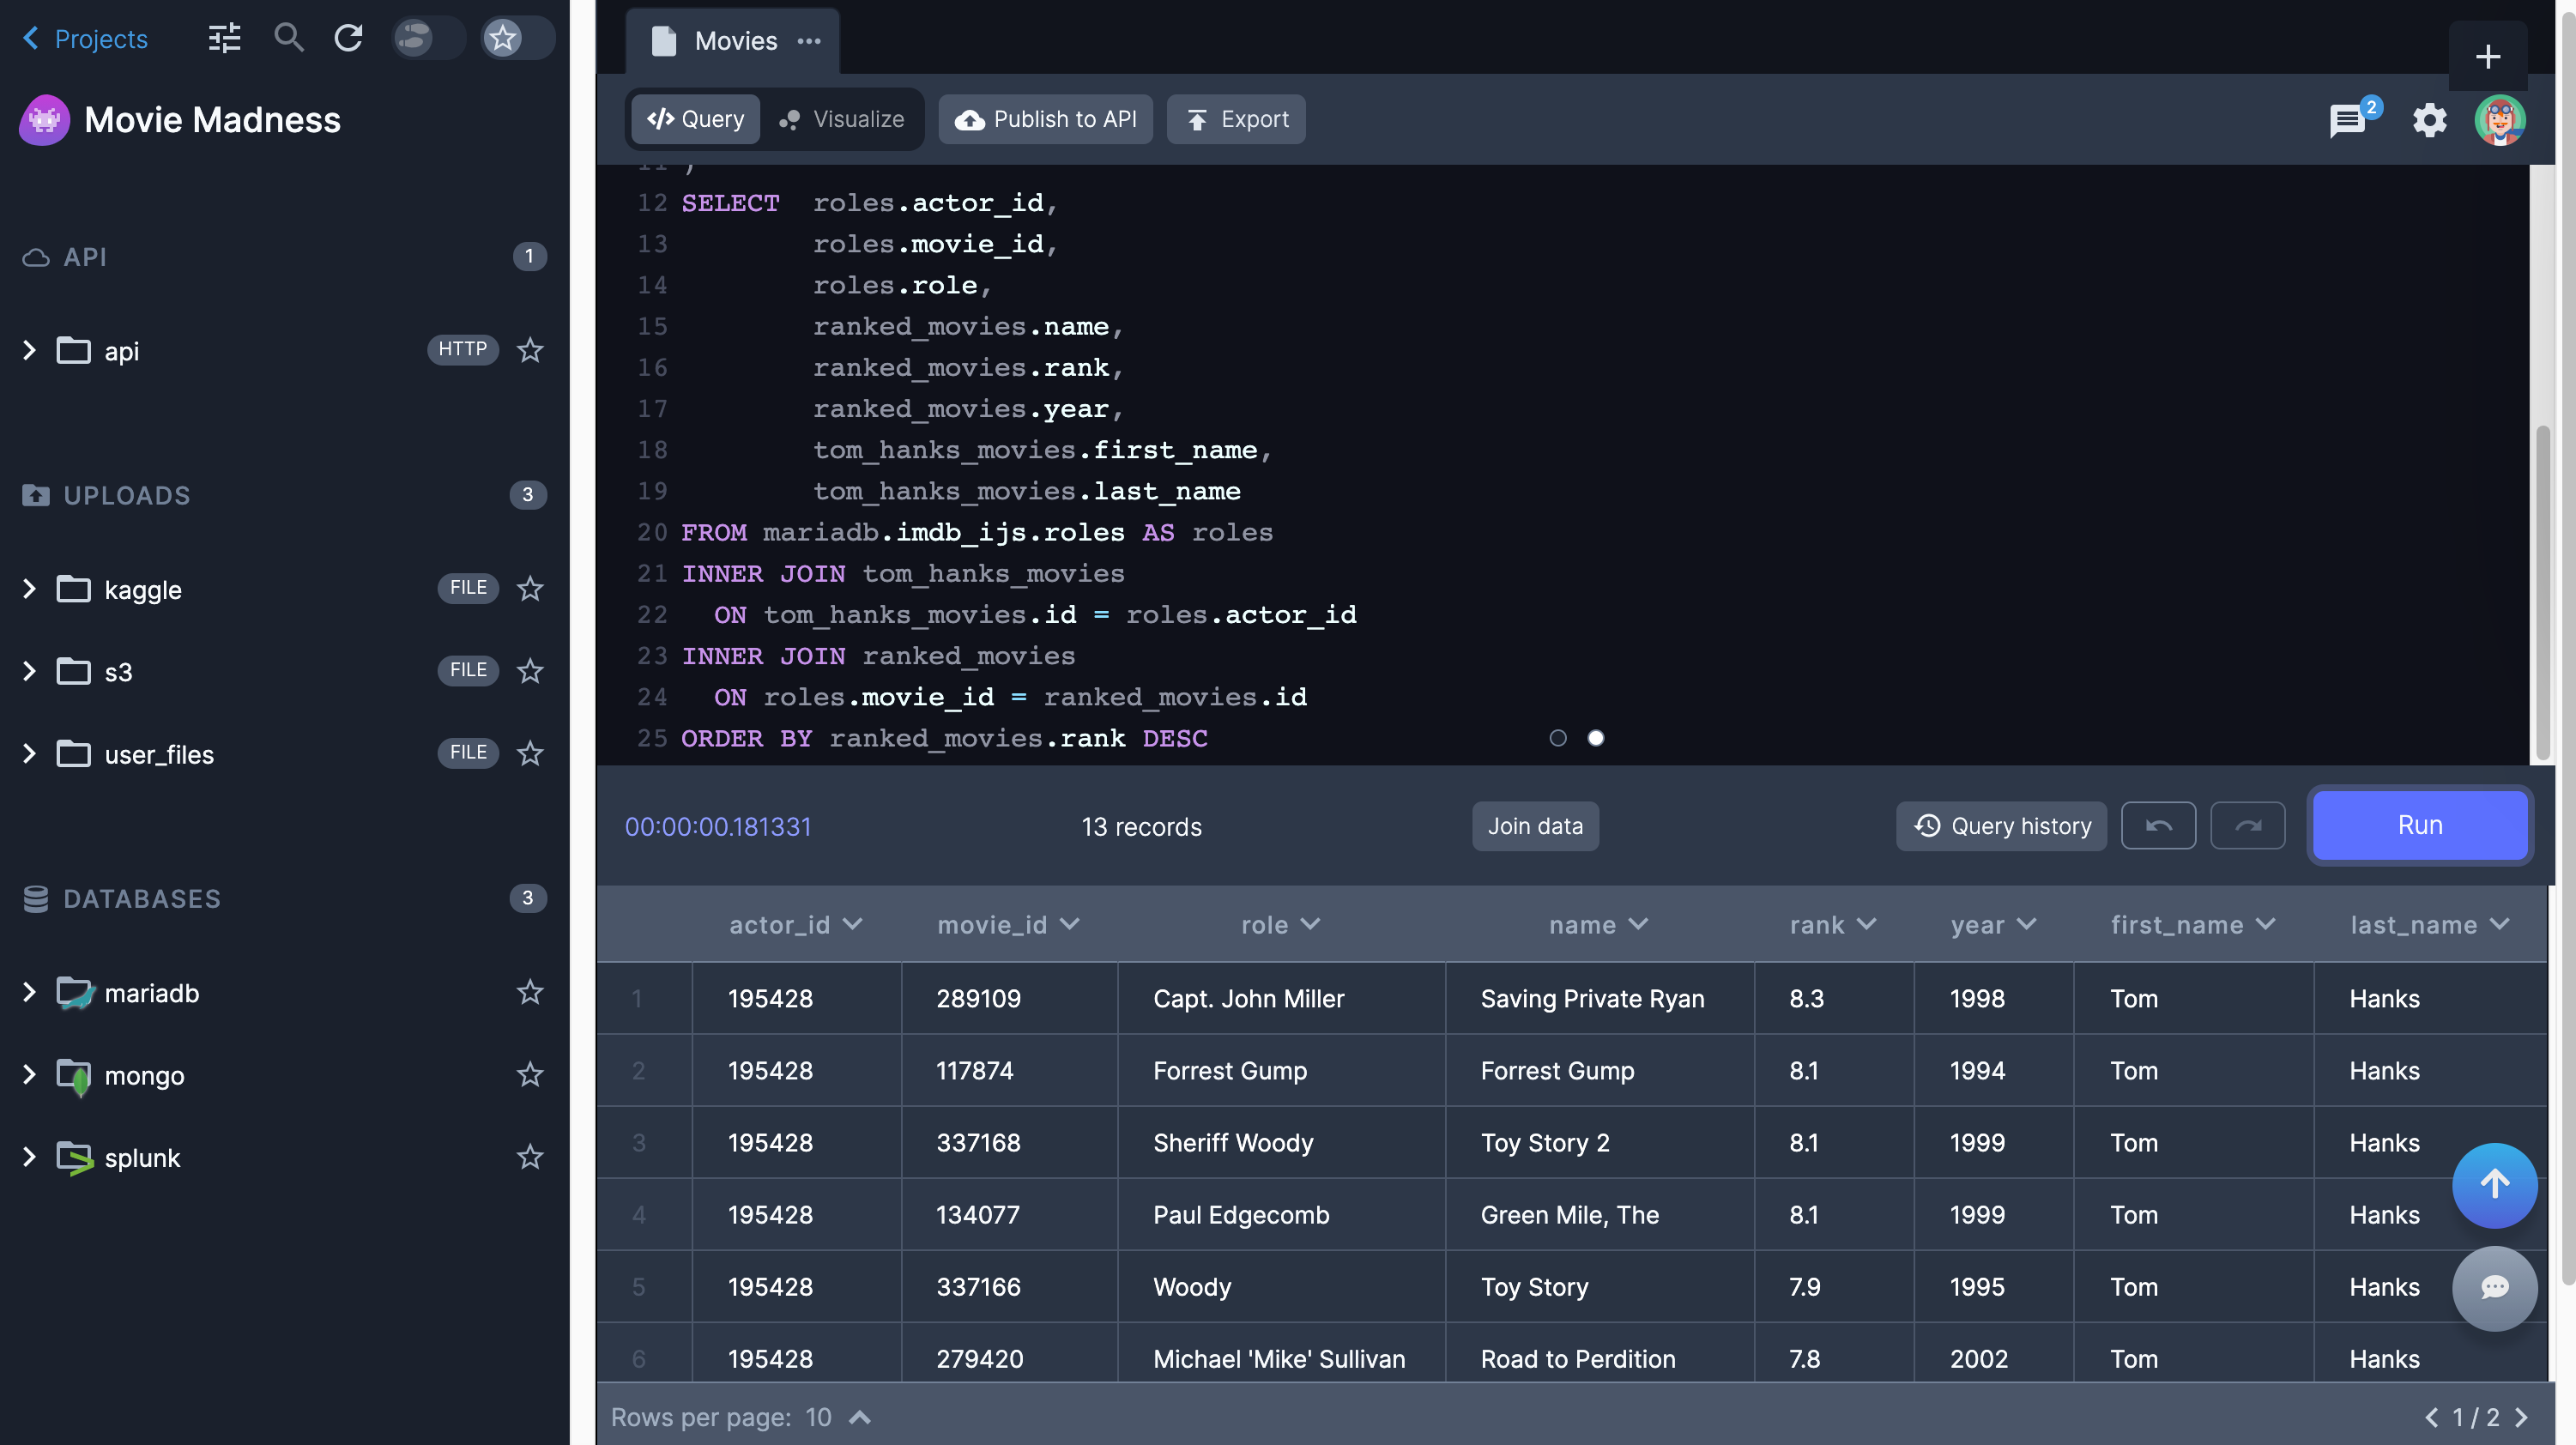 Projects
Movie Madness
API 1
api HTTP
UPLOADS 3
kaggle FILE
s3 FILE
user_files FILE
DATABASES 3
mariadb
mongo
splunk
Movies
Query Visualize Publish to API Export 2
11 )
12 SELECT roles.actor_id,
13 roles.movie_id,
14 roles.role,
15 ranked_movies.name,
16 ranked_movies.rank,
17 ranked_movies.year,
18 tom_hanks_movies.first_name,
19 tom_hanks_movies.last_name
20 FROM mariadb.imdb_ijs.roles AS roles
21 INNER JOIN tom_hanks_movies
22 ON tom_hanks_movies.id = roles.actor_id
23 INNER JOIN ranked_movies
24 ON roles.movie_id = ranked_movies.id
25 ORDER BY ranked_movies.rank DESC
00:00:00.181331 13 records Join data Query history Run
actor_id movie_id role name rank year first_name last_name
1 195428 289109 Capt. John Miller Saving Private Ryan 8.3 1998 Tom Hanks
2 195428 117874 Forrest Gump Forrest Gump 8.1 1994 Tom Hanks
3 195428 337168 Sheriff Woody Toy Story 2 8.1 1999 Tom Hanks
4 195428 134077 Paul Edgecomb Green Mile, The 8.1 1999 Tom Hanks
5 195428 337166 Woody Toy Story 7.9 1995 Tom Hanks
6 195428 279420 Michael 'Mike' Sullivan Road to Perdition 7.8 2002 Tom Hanks
Rows per page: 10 1 / 2